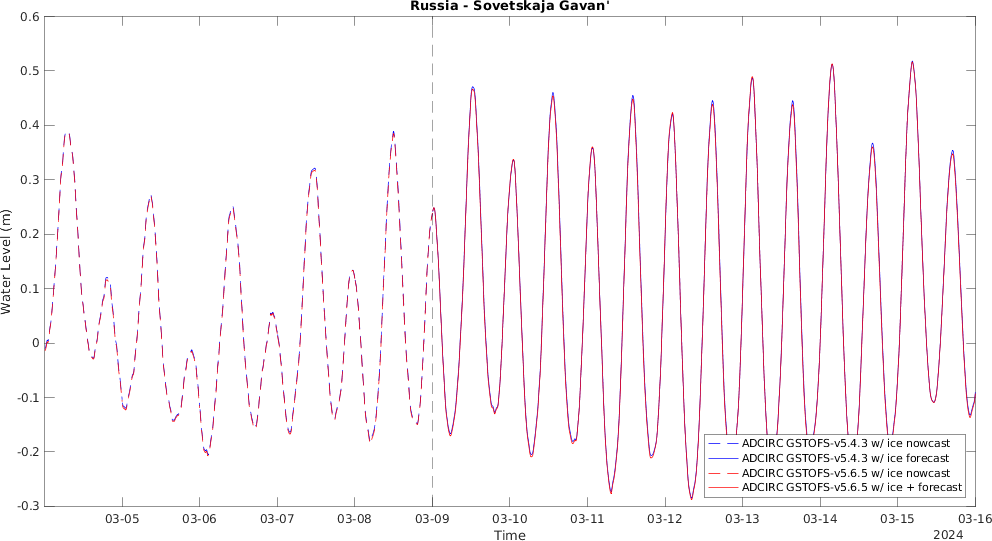 Russia - Sovetskaja Gavan'
0.6
0.5
0.4
0.3
0.2
0.1
0
-0.1
-0.2
-0.3
Water Level (m)
ADCIRC GSTOFS-v5.4.3 w/ ice nowcast
ADCIRC GSTOFS-v5.4.3 w/ ice forecast
ADCIRC GSTOFS-v5.6.5 w/ ice nowcast
ADCIRC GSTOFS-v5.6.5 w/ ice + forecast
03-05 03-06 03-07 03-08 03-09 03-10 03-11 03-12 03-13 03-14 03-15 03-16
Time
2024